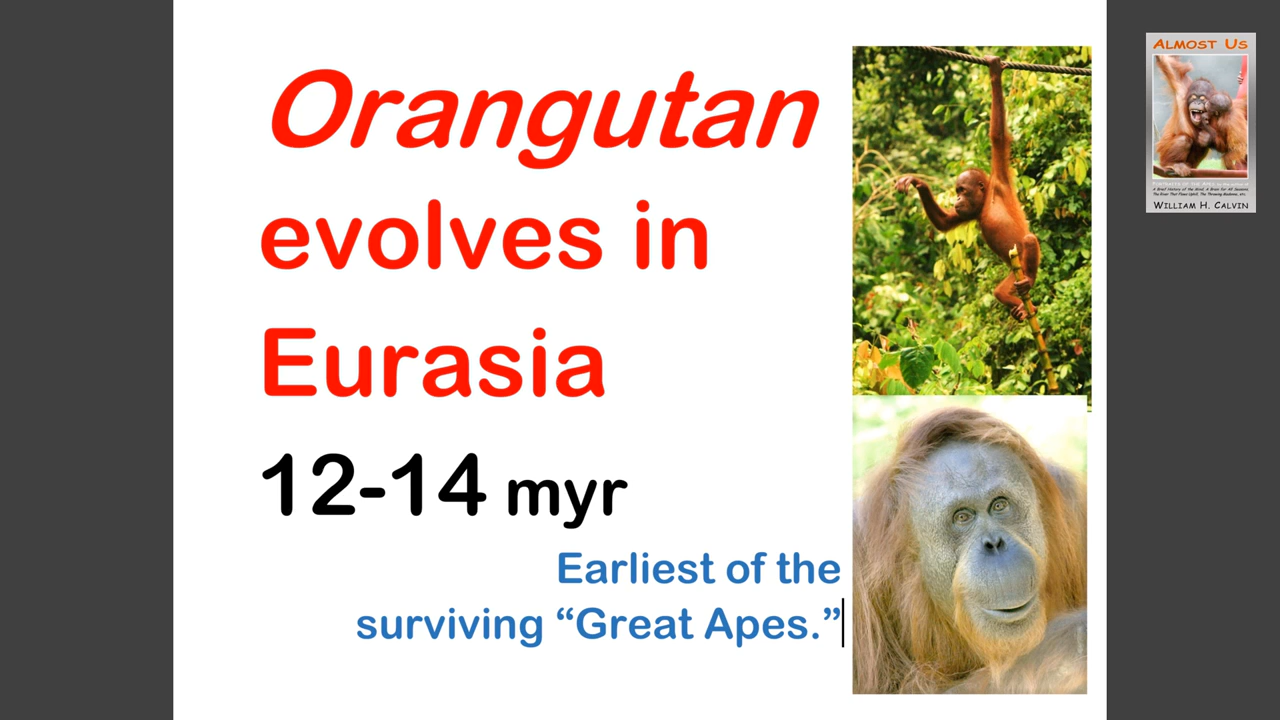 Orangutan
evolves in
Eurasia
12-14 myr
Earliest of the
surviving “Great Apes.”
ALMOST US
WILLIAM H. CALVIN